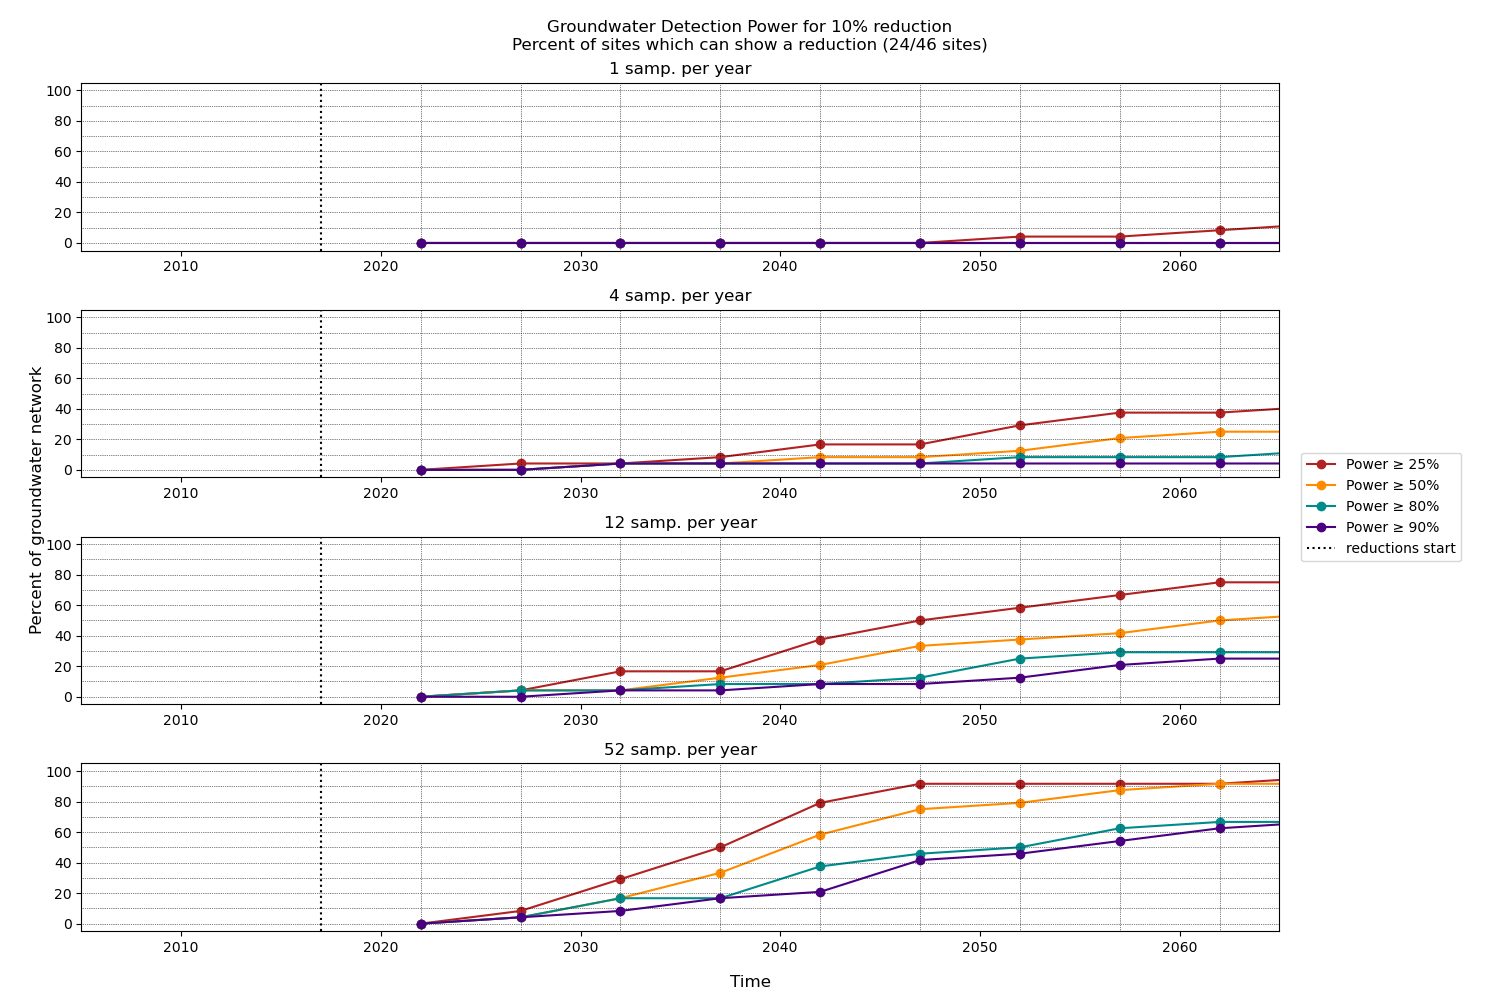 Groundwater Detection Power for 10% reduction
Percent of sites which can show a reduction (24/46 sites)
1 samp. per year
100
80
60
40
20
0
2010 2020 2030 2040 2050 2060
4 samp. per year
100
80
60
40
20
0
2010 2020 2030 2040 2050 2060
12 samp. per year
100
80
60
40
20
0
2010 2020 2030 2040 2050 2060
52 samp. per year
100
80
60
40
20
0
2010 2020 2030 2040 2050 2060
Percent of groundwater network
Time
Power ≥ 25%
Power ≥ 50%
Power ≥ 80%
Power ≥ 90%
reductions start